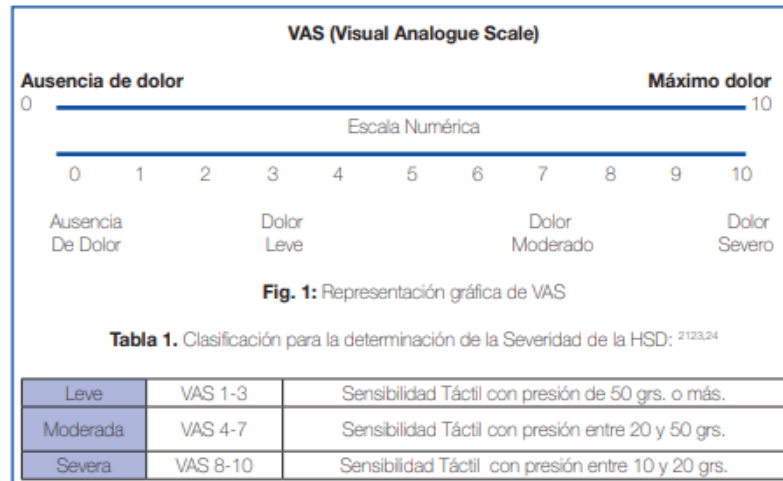 VAS (Visual Analogue Scale)
Ausencia de dolor Máximo dolor
0 10
Escala Numérica
0 1 2 3 4 5 6 7 8 9 10
Ausencia Dolor Dolor Dolor
De Dolor Leve Moderado Severo
Fig. 1: Representación gráfica de VAS
Tabla 1. Clasificación para la determinación de la Severidad de la HSD: 2123,24
Leve VAS 1-3 Sensibilidad Táctil con presión de 50 grs. o más.
Moderada VAS 4-7 Sensibilidad Táctil con presión entre 20 y 50 grs.
Severa VAS 8-10 Sensibilidad Táctil con presión entre 10 y 20 grs.